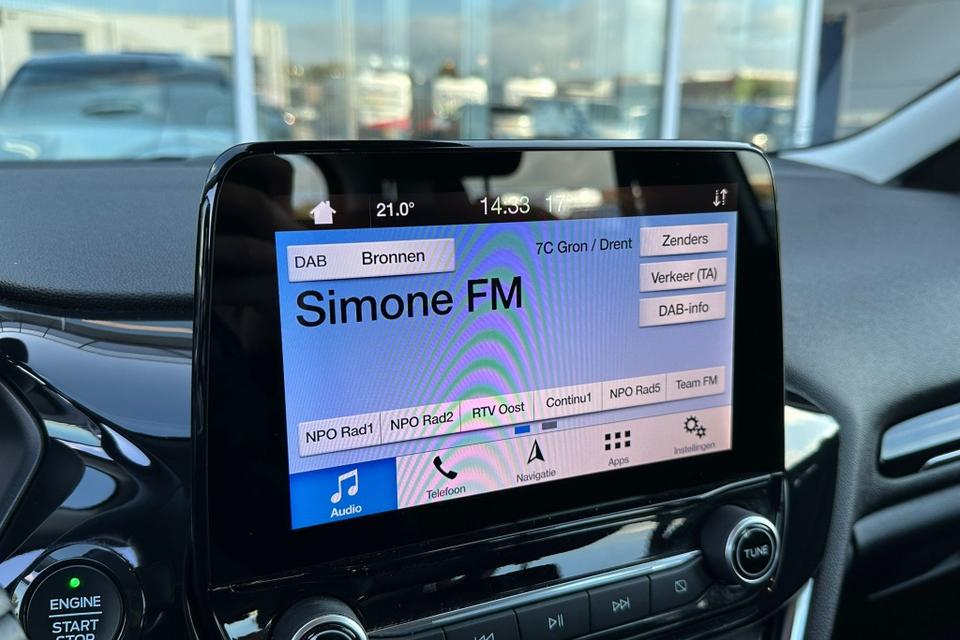 21.0° 14:33 17°
DAB Bronnen
7C Gron / Drent
Zenders
Simone FM
Verkeer (TA)
DAB-info
NPO Rad1 NPO Rad2 RTV Oost Continu1 NPO Rad5 Team FM
Audio Telefoon Navigatie Apps Instellingen
TUNE
ENGINE
START
STOP